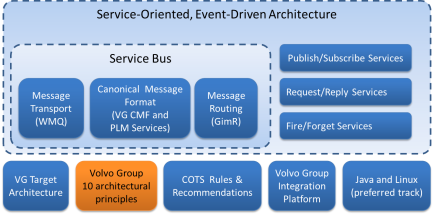 Service-Oriented, Event-Driven Architecture
Service Bus
Message
Transport
(WMQ)
Canonical Message
Format
(VG CMF and
PLM Services)
Message
Routing
(GimR)
Publish/Subscribe Services
Request/Reply Services
Fire/Forget Services
VG Target
Architecture
Volvo Group
10 architectural
principles
COTS Rules &
Recommendations
Volvo Group
Integration
Platform
Java and Linux
(preferred track)